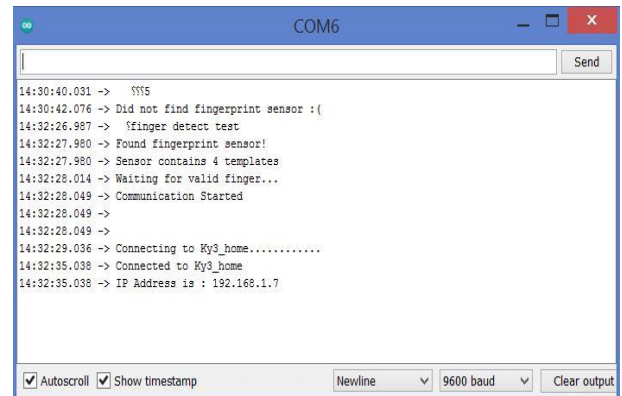 COM6
Send
14:30:40.031 -> ⸮⸮⸮5
14:30:42.076 -> Did not find fingerprint sensor :(
14:32:26.987 -> ⸮finger detect test
14:32:27.980 -> Found fingerprint sensor!
14:32:27.980 -> Sensor contains 4 templates
14:32:28.014 -> Waiting for valid finger...
14:32:28.049 -> Communication Started
14:32:28.049 ->
14:32:28.049 ->
14:32:29.036 -> Connecting to Ky3_home............
14:32:35.038 -> Connected to Ky3_home
14:32:35.038 -> IP Address is : 192.168.1.7
Autoscroll Show timestamp Newline 9600 baud Clear output